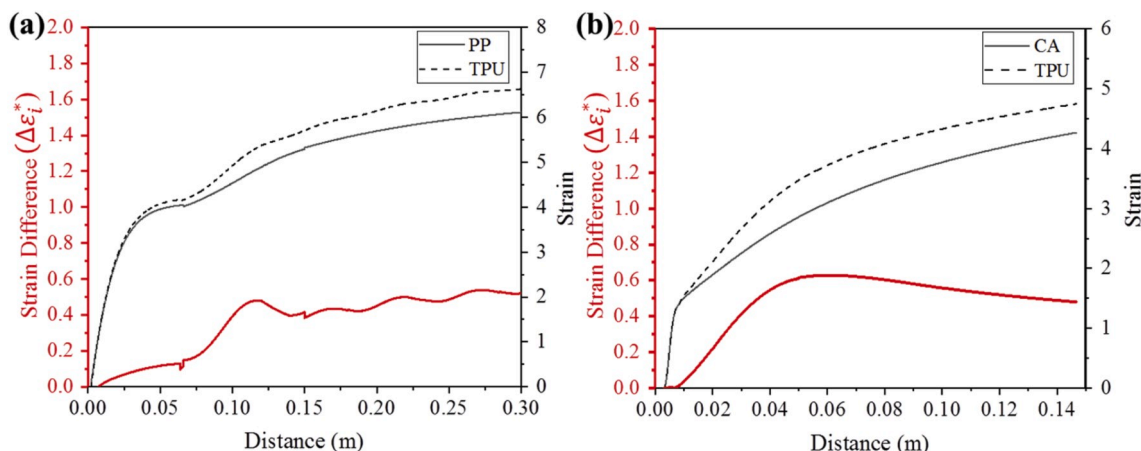 (a)
PP
TPU
Strain Difference (Δε_i^*)
2.0
1.8
1.6
1.4
1.2
1.0
0.8
0.6
0.4
0.2
0.0
8
7
6
5
4
3
2
1
0
Strain
0.00 0.05 0.10 0.15 0.20 0.25 0.30
Distance (m)
(b)
CA
TPU
Strain Difference (Δε_i^*)
2.0
1.8
1.6
1.4
1.2
1.0
0.8
0.6
0.4
0.2
0.0
6
5
4
3
2
1
0
Strain
0.00 0.02 0.04 0.06 0.08 0.10 0.12 0.14
Distance (m)